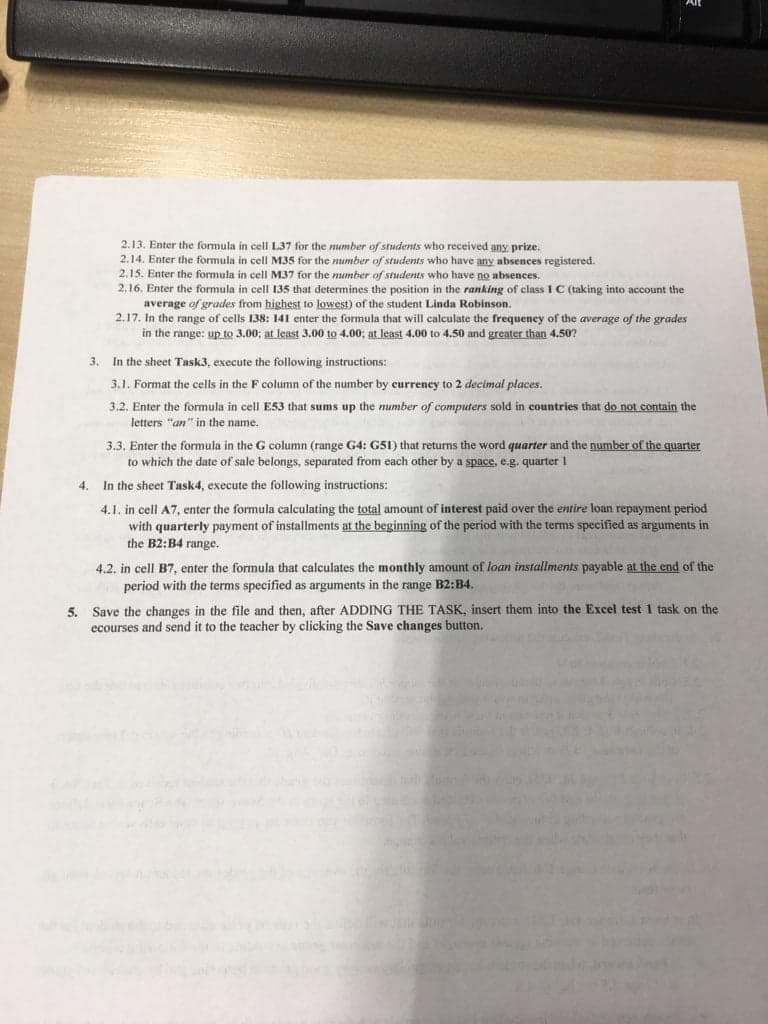 Alt
2.13. Enter the formula in cell L37 for the number of students who received any prize.
2.14. Enter the formula in cell M35 for the number of students who have any absences registered.
2.15. Enter the formula in cell M37 for the number of students who have no absences.
2.16. Enter the formula in cell I35 that determines the position in the ranking of class I C (taking into account the
average of grades from highest to lowest) of the student Linda Robinson.
2.17. In the range of cells I38: I41 enter the formula that will calculate the frequency of the average of the grades
in the range: up to 3.00; at least 3.00 to 4.00; at least 4.00 to 4.50 and greater than 4.50?
3. In the sheet Task3, execute the following instructions:
3.1. Format the cells in the F column of the number by currency to 2 decimal places.
3.2. Enter the formula in cell E53 that sums up the number of computers sold in countries that do not contain the
letters "an" in the name.
3.3. Enter the formula in the G column (range G4: G51) that returns the word quarter and the number of the quarter
to which the date of sale belongs, separated from each other by a space, e.g. quarter 1
4. In the sheet Task4, execute the following instructions:
4.1. in cell A7, enter the formula calculating the total amount of interest paid over the entire loan repayment period
with quarterly payment of installments at the beginning of the period with the terms specified as arguments in
the B2:B4 range.
4.2. in cell B7, enter the formula that calculates the monthly amount of loan installments payable at the end of the
period with the terms specified as arguments in the range B2:B4.
5. Save the changes in the file and then, after ADDING THE TASK, insert them into the Excel test 1 task on the
ecourses and send it to the teacher by clicking the Save changes button.